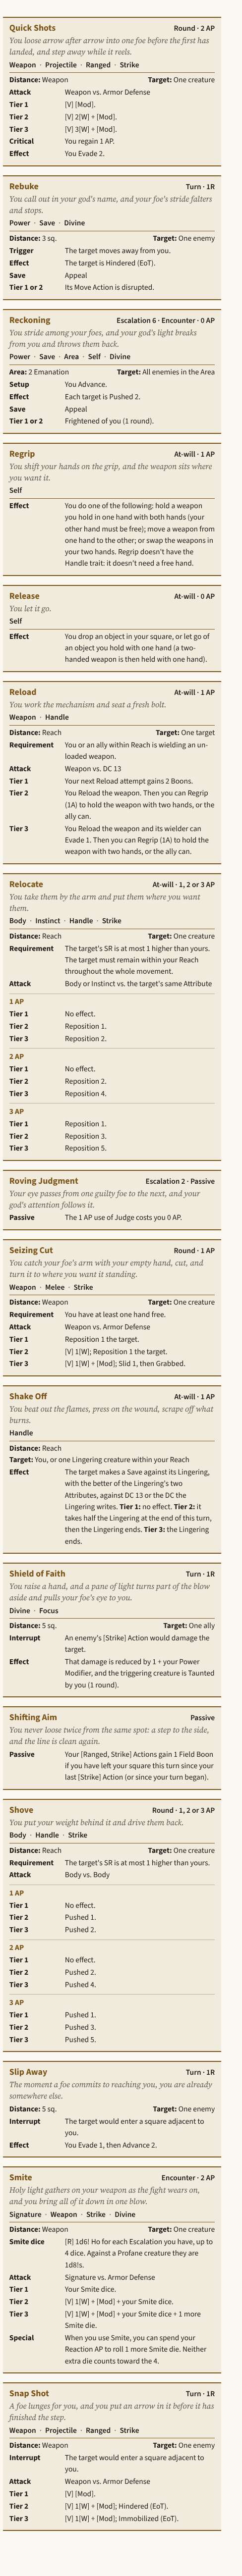 Quick Shots Round · 2 AP
You loose arrow after arrow into one foe before the first has
landed, and step away while it reels.
Weapon · Projectile · Ranged · Strike
Distance: Weapon Target: One creature
Attack Weapon vs. Armor Defense
Tier 1 [V] [Mod].
Tier 2 [V] 2[W] + [Mod].
Tier 3 [V] 3[W] + [Mod].
Critical You regain 1 AP.
Effect You Evade 2.
Rebuke Turn · 1R
You call out in your god's name, and your foe's stride falters
and stops.
Power · Save · Divine
Distance: 3 sq. Target: One enemy
Trigger The target moves away from you.
Effect The target is Hindered (EoT).
Save Appeal
Tier 1 or 2 Its Move Action is disrupted.
Reckoning Escalation 6 · Encounter · 0 AP
You stride among your foes, and your god's light breaks
from you and throws them back.
Power · Save · Area · Self · Divine
Area: 2 Emanation Target: All enemies in the Area
Setup You Advance.
Effect Each target is Pushed 2.
Save Appeal
Tier 1 or 2 Frightened of you (1 round).
Regrip At-will · 1 AP
You shift your hands on the grip, and the weapon sits where
you want it.
Self
Effect You do one of the following: hold a weapon
you hold in one hand with both hands (your
other hand must be free); move a weapon from
one hand to the other; or swap the weapons in
your two hands. Regrip doesn't have the
Handle trait: it doesn't need a free hand.
Release At-will · 0 AP
You let it go.
Self
Effect You drop an object in your square, or let go of
an object you hold with one hand (a two-
handed weapon is then held with one hand).
Reload At-will · 1 AP
You work the mechanism and seat a fresh bolt.
Weapon · Handle
Distance: Reach Target: One target
Requirement You or an ally within Reach is wielding an un-
loaded weapon.
Attack Weapon vs. DC 13
Tier 1 Your next Reload attempt gains 2 Boons.
Tier 2 You Reload the weapon. Then you can Regrip
(1A) to hold the weapon with two hands, or the
ally can.
Tier 3 You Reload the weapon and its wielder can
Evade 1. Then you can Regrip (1A) to hold the
weapon with two hands, or the ally can.
Relocate At-will · 1, 2 or 3 AP
You take them by the arm and put them where you want
them.
Body · Instinct · Handle · Strike
Distance: Reach Target: One creature
Requirement The target's SR is at most 1 higher than yours.
The target must remain within your Reach
throughout the whole movement.
Attack Body or Instinct vs. the target's same Attribute
1 AP
Tier 1 No effect.
Tier 2 Reposition 1.
Tier 3 Reposition 2.
2 AP
Tier 1 No effect.
Tier 2 Reposition 2.
Tier 3 Reposition 4.
3 AP
Tier 1 Reposition 1.
Tier 2 Reposition 3.
Tier 3 Reposition 5.
Roving Judgment Escalation 2 · Passive
Your eye passes from one guilty foe to the next, and your
god's attention follows it.
Passive The 1 AP use of Judge costs you 0 AP.
Seizing Cut Round · 1 AP
You catch your foe's arm with your empty hand, cut, and
turn it to where you want it standing.
Weapon · Melee · Strike
Distance: Weapon Target: One creature
Requirement You have at least one hand free.
Attack Weapon vs. Armor Defense
Tier 1 Reposition 1 the target.
Tier 2 [V] 1[W]; Reposition 1 the target.
Tier 3 [V] 1[W] + [Mod]; Slid 1, then Grabbed.
Shake Off At-will · 1 AP
You beat out the flames, press on the wound, scrape off what
burns.
Handle
Distance: Reach
Target: You, or one Lingering creature within your Reach
Effect The target makes a Save against its Lingering,
with the better of the Lingering's two
Attributes, against DC 13 or the DC the
Lingering writes. Tier 1: no effect. Tier 2: it
takes half the Lingering at the end of this turn,
then the Lingering ends. Tier 3: the Lingering
ends.
Shield of Faith Turn · 1R
You raise a hand, and a pane of light turns part of the blow
aside and pulls your foe's eye to you.
Divine · Focus
Distance: 5 sq. Target: One ally
Interrupt An enemy's [Strike] Action would damage the
target.
Effect That damage is reduced by 1 + your Power
Modifier, and the triggering creature is Taunted
by you (1 round).
Shifting Aim Passive
You never loose twice from the same spot: a step to the side,
and the line is clean again.
Passive Your [Ranged, Strike] Actions gain 1 Field Boon
if you have left your square this turn since your
last [Strike] Action (or since your turn began).
Shove Round · 1, 2 or 3 AP
You put your weight behind it and drive them back.
Body · Handle · Strike
Distance: Reach Target: One creature
Requirement The target's SR is at most 1 higher than yours.
Attack Body vs. Body
1 AP
Tier 1 No effect.
Tier 2 Pushed 1.
Tier 3 Pushed 2.
2 AP
Tier 1 No effect.
Tier 2 Pushed 2.
Tier 3 Pushed 4.
3 AP
Tier 1 Pushed 1.
Tier 2 Pushed 3.
Tier 3 Pushed 5.
Slip Away Turn · 1R
The moment a foe commits to reaching you, you are already
somewhere else.
Distance: 5 sq. Target: One enemy
Interrupt The target would enter a square adjacent to
you.
Effect You Evade 1, then Advance 2.
Smite Encounter · 2 AP
Holy light gathers on your weapon as the fight wears on,
and you bring all of it down in one blow.
Signature · Weapon · Strike · Divine
Distance: Weapon Target: One creature
Smite dice [R] 1d6! Ho for each Escalation you have, up to
4 dice. Against a Profane creature they are
1d8!s.
Attack Signature vs. Armor Defense
Tier 1 Your Smite dice.
Tier 2 [V] 1[W] + [Mod] + your Smite dice.
Tier 3 [V] 1[W] + [Mod] + your Smite dice + 1 more
Smite die.
Special When you use Smite, you can spend your
Reaction AP to roll 1 more Smite die. Neither
extra die counts toward the 4.
Snap Shot Turn · 1R
A foe lunges for you, and you put an arrow in it before it has
finished the step.
Weapon · Projectile · Ranged · Strike
Distance: Weapon Target: One enemy
Interrupt The target would enter a square adjacent to
you.
Attack Weapon vs. Armor Defense
Tier 1 [V] [Mod].
Tier 2 [V] 1[W] + [Mod]; Hindered (EoT).
Tier 3 [V] 1[W] + [Mod]; Immobilized (EoT).